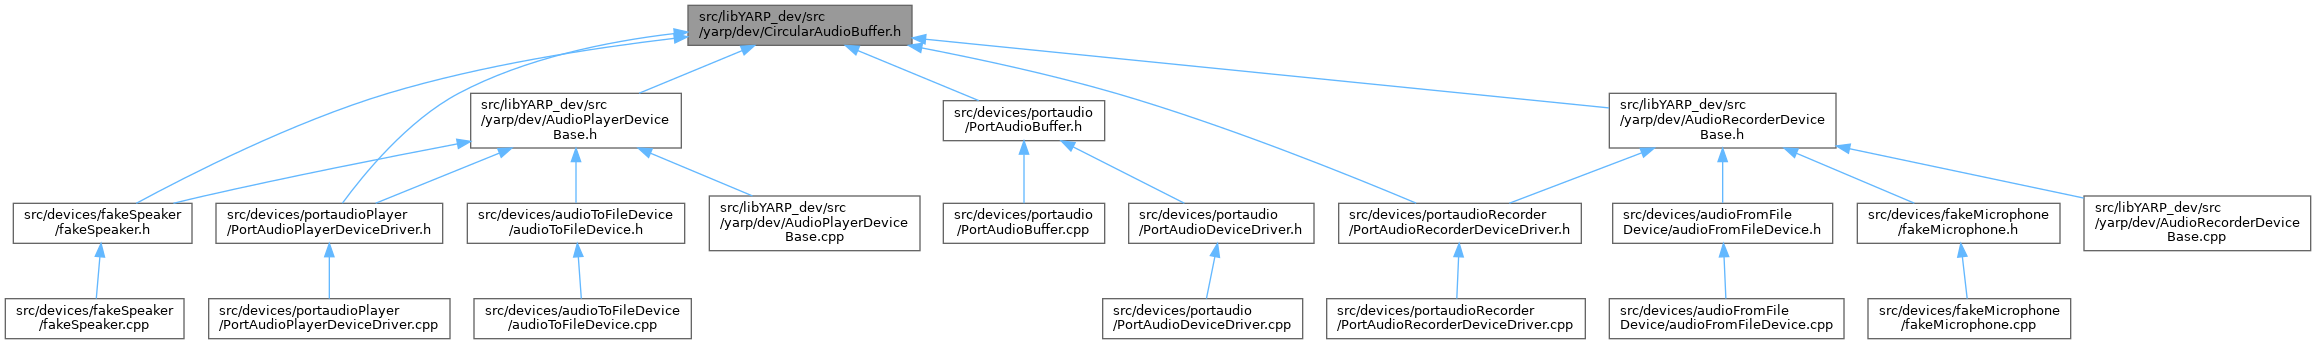 src/libYARP_dev/src
/yarp/dev/CircularAudioBuffer.h
src/libYARP_dev/src
/yarp/dev/AudioPlayerDevice
Base.h
src/devices/portaudio
/PortAudioBuffer.h
src/libYARP_dev/src
/yarp/dev/AudioRecorderDevice
Base.h
src/devices/fakeSpeaker
/fakeSpeaker.h
src/devices/portaudioPlayer
/PortAudioPlayerDeviceDriver.h
src/devices/audioToFileDevice
/audioToFileDevice.h
src/libYARP_dev/src
/yarp/dev/AudioPlayerDevice
Base.cpp
src/devices/portaudio
/PortAudioBuffer.cpp
src/devices/portaudio
/PortAudioDeviceDriver.h
src/devices/portaudioRecorder
/PortAudioRecorderDeviceDriver.h
src/devices/audioFromFile
Device/audioFromFileDevice.h
src/devices/fakeMicrophone
/fakeMicrophone.h
src/libYARP_dev/src
/yarp/dev/AudioRecorderDevice
Base.cpp
src/devices/fakeSpeaker
/fakeSpeaker.cpp
src/devices/portaudioPlayer
/PortAudioPlayerDeviceDriver.cpp
src/devices/audioToFileDevice
/audioToFileDevice.cpp
src/devices/portaudio
/PortAudioDeviceDriver.cpp
src/devices/portaudioRecorder
/PortAudioRecorderDeviceDriver.cpp
src/devices/audioFromFile
Device/audioFromFileDevice.cpp
src/devices/fakeMicrophone
/fakeMicrophone.cpp